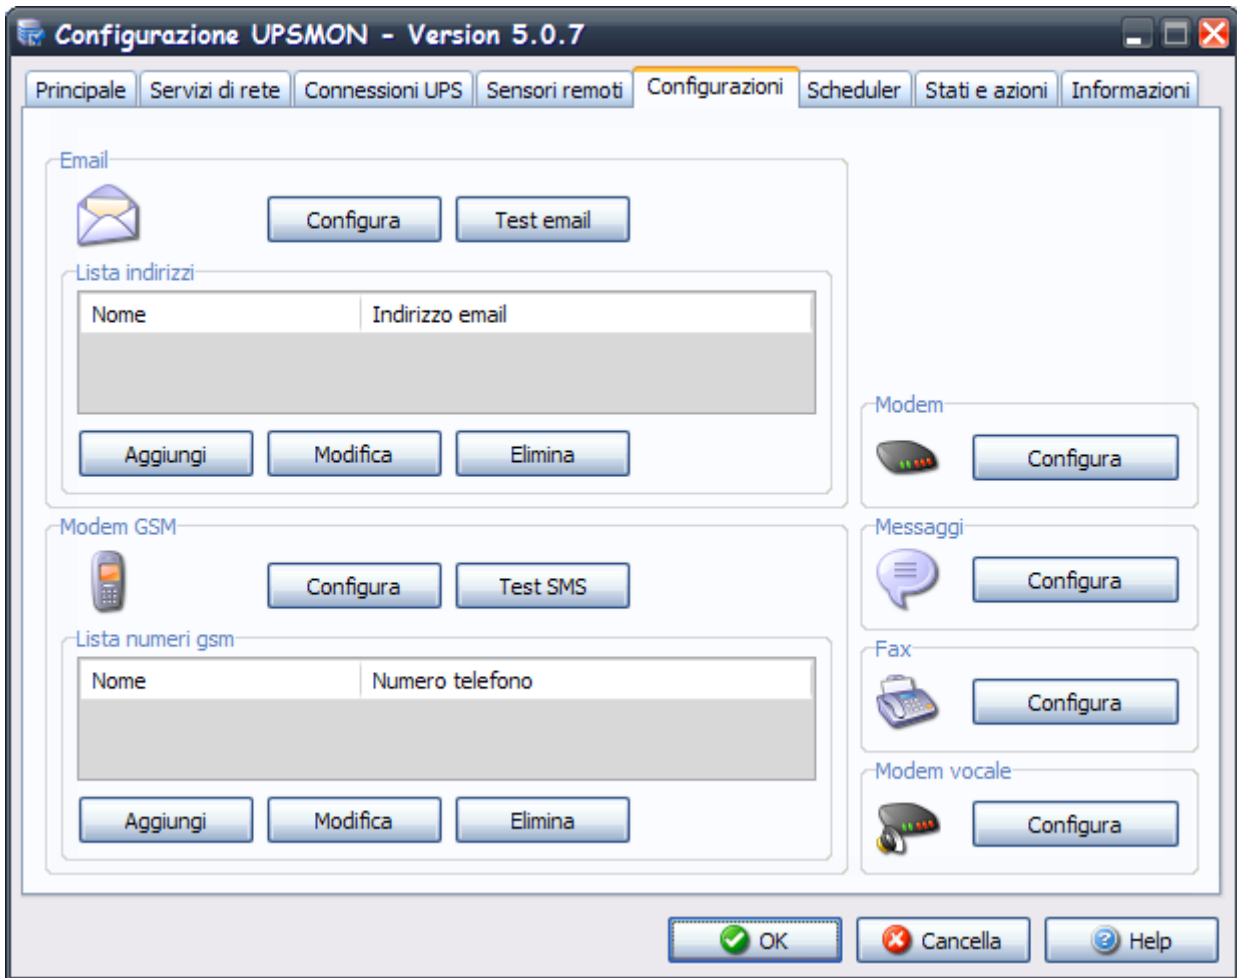 Configurazione UPSMON - Version 5.0.7
Principale Servizi di rete Connessioni UPS Sensori remoti Configurazioni Scheduler Stati e azioni Informazioni
Email
Configura Test email
Lista indirizzi
Nome Indirizzo email
Aggiungi Modifica Elimina
Modem GSM
Configura Test SMS
Lista numeri gsm
Nome Numero telefono
Aggiungi Modifica Elimina
Modem
Configura
Messaggi
Configura
Fax
Configura
Modem vocale
Configura
OK Cancella Help